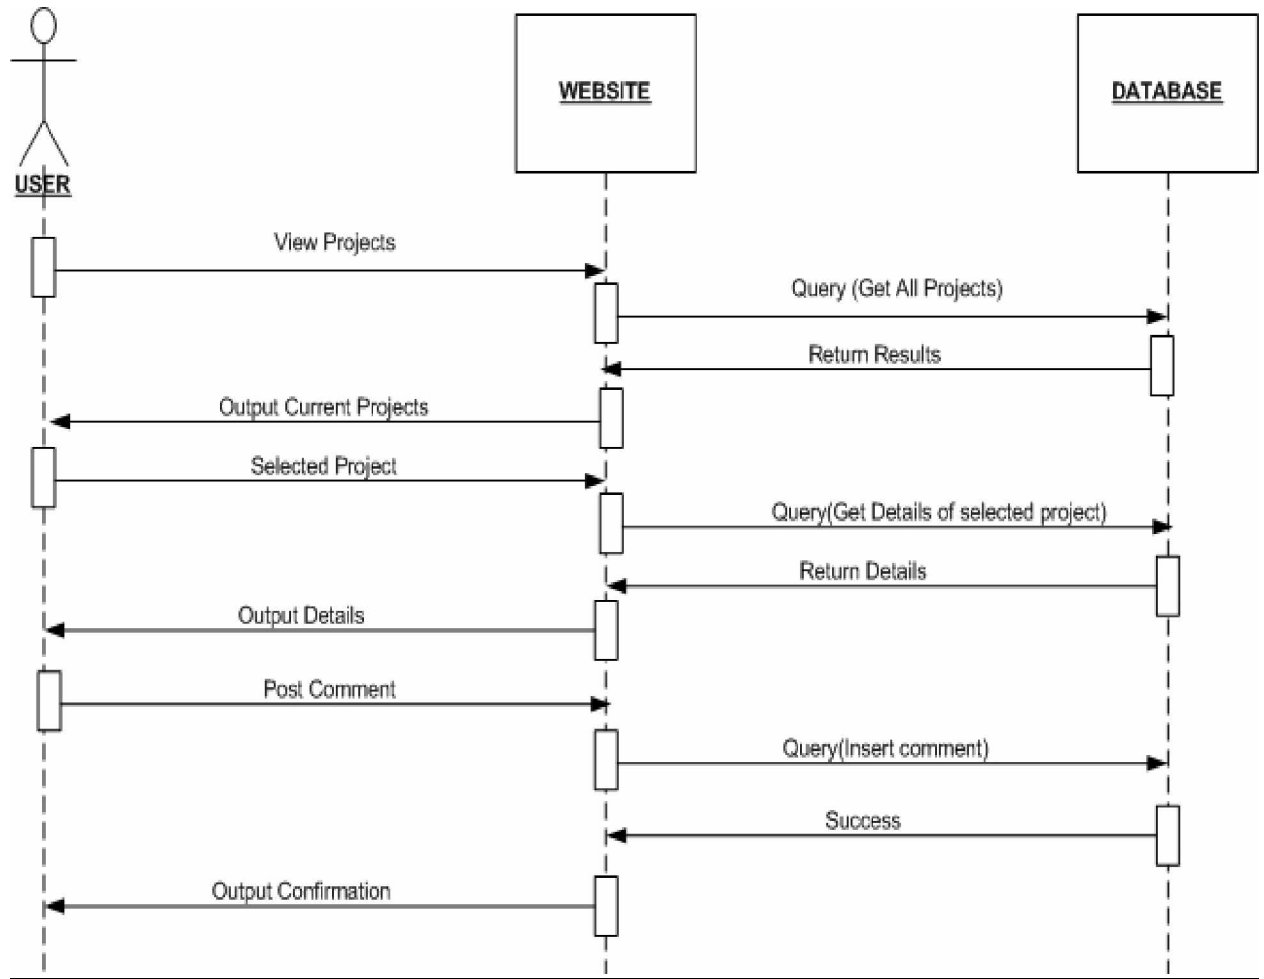 WEBSITE
DATABASE
USER
View Projects
Query (Get All Projects)
Return Results
Output Current Projects
Selected Project
Query(Get Details of selected project)
Return Details
Output Details
Post Comment
Query(Insert comment)
Success
Output Confirmation